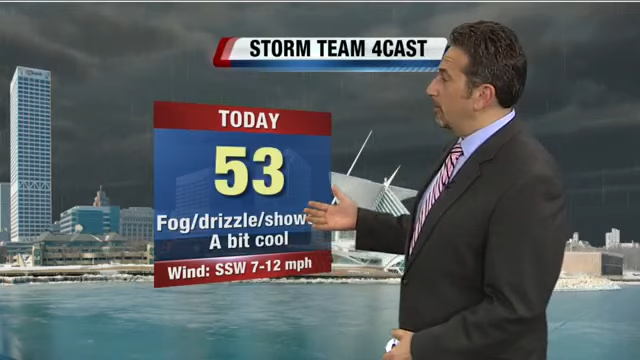 STORM TEAM 4CAST
TODAY
53
Fog/drizzle/show
A bit cool
Wind: SSW 7-12 mph